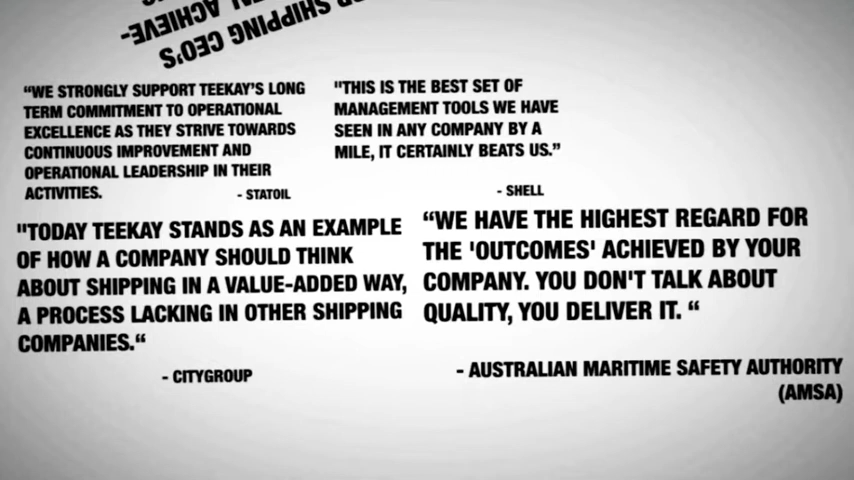 SHIPPING CEO'S
ACHIEVE-
“WE STRONGLY SUPPORT TEEKAY’S LONG
TERM COMMITMENT TO OPERATIONAL
EXCELLENCE AS THEY STRIVE TOWARDS
CONTINUOUS IMPROVEMENT AND
OPERATIONAL LEADERSHIP IN THEIR
ACTIVITIES.
- STATOIL
"THIS IS THE BEST SET OF
MANAGEMENT TOOLS WE HAVE
SEEN IN ANY COMPANY BY A
MILE, IT CERTAINLY BEATS US.”
- SHELL
"TODAY TEEKAY STANDS AS AN EXAMPLE
OF HOW A COMPANY SHOULD THINK
ABOUT SHIPPING IN A VALUE-ADDED WAY,
A PROCESS LACKING IN OTHER SHIPPING
COMPANIES.“
- CITYGROUP
“WE HAVE THE HIGHEST REGARD FOR
THE 'OUTCOMES' ACHIEVED BY YOUR
COMPANY. YOU DON'T TALK ABOUT
QUALITY, YOU DELIVER IT. “
- AUSTRALIAN MARITIME SAFETY AUTHORITY
(AMSA)